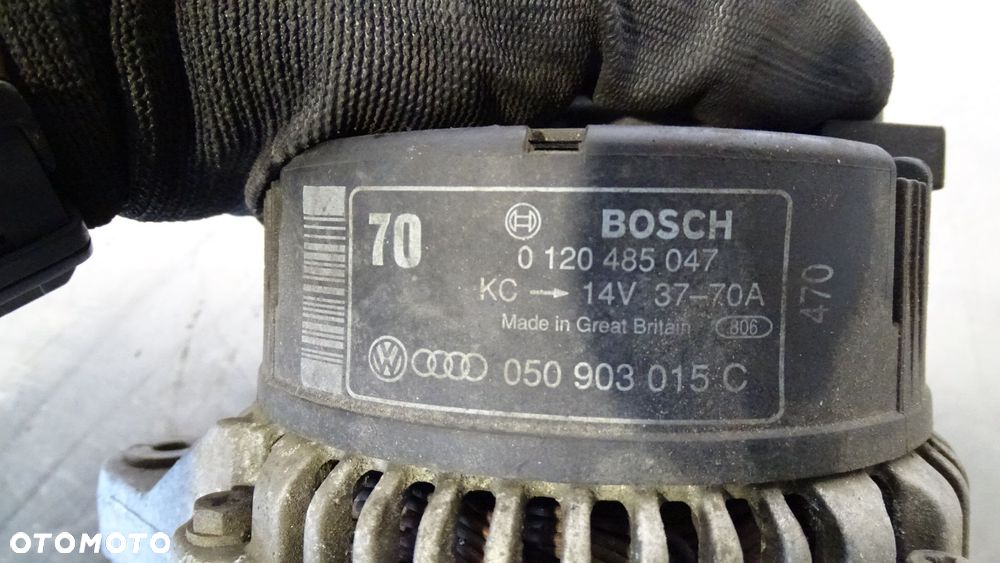 70
BOSCH
0 120 485 047
KC → 14V 37-70A
Made in Great Britain 806
050 903 015 C
470
OTOMOTO